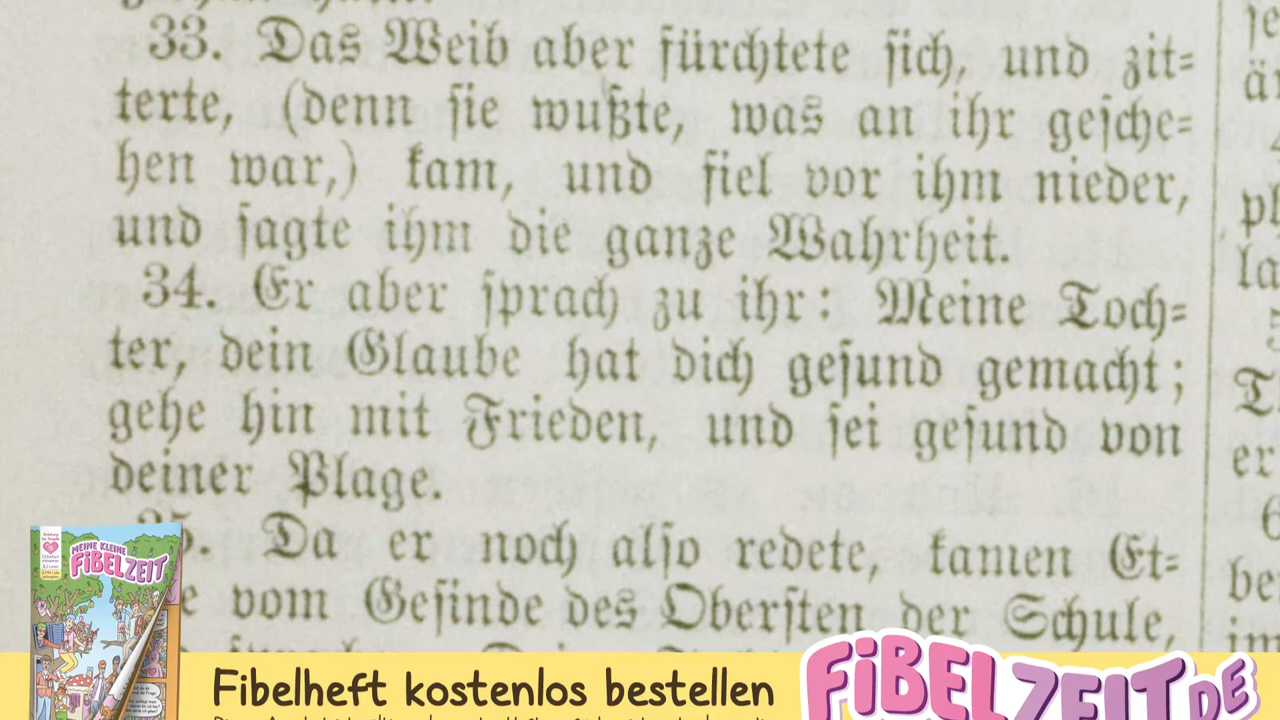 33. Das Weib aber fürchtete sich, und zit=
terte, (denn sie wußte, was an ihr gesche=
hen war,) kam, und fiel vor ihm nieder,
und sagte ihm die ganze Wahrheit.
34. Er aber sprach zu ihr: Meine Toch=
ter, dein Glaube hat dich gesund gemacht;
gehe hin mit Frieden, und sei gesund von
deiner Plage.
35. Da er noch also redete, kamen Et=
e vom Gesinde des Obersten der Schule,
MEINE KLEINE
FIBELZEIT
Fibelheft kostenlos bestellen
FIBELZEIT.DE